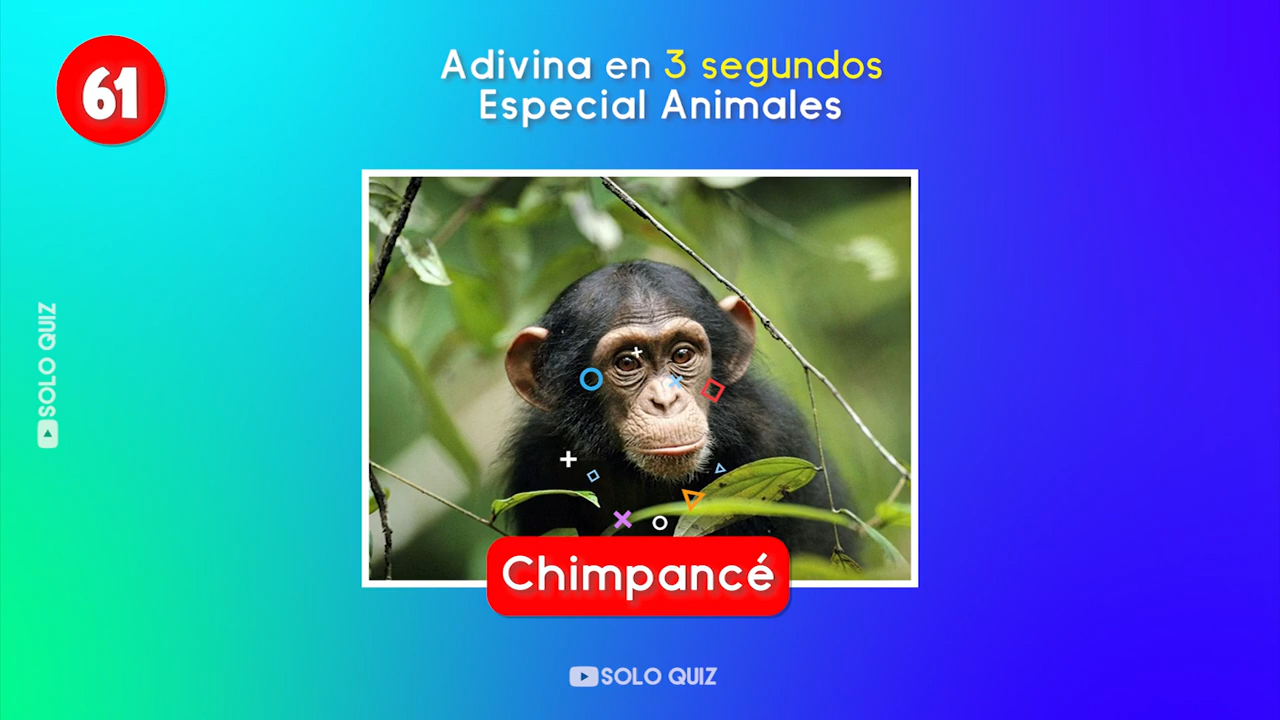 61
Adivina en 3 segundos
Especial Animales
SOLO QUIZ
Chimpancé
SOLO QUIZ